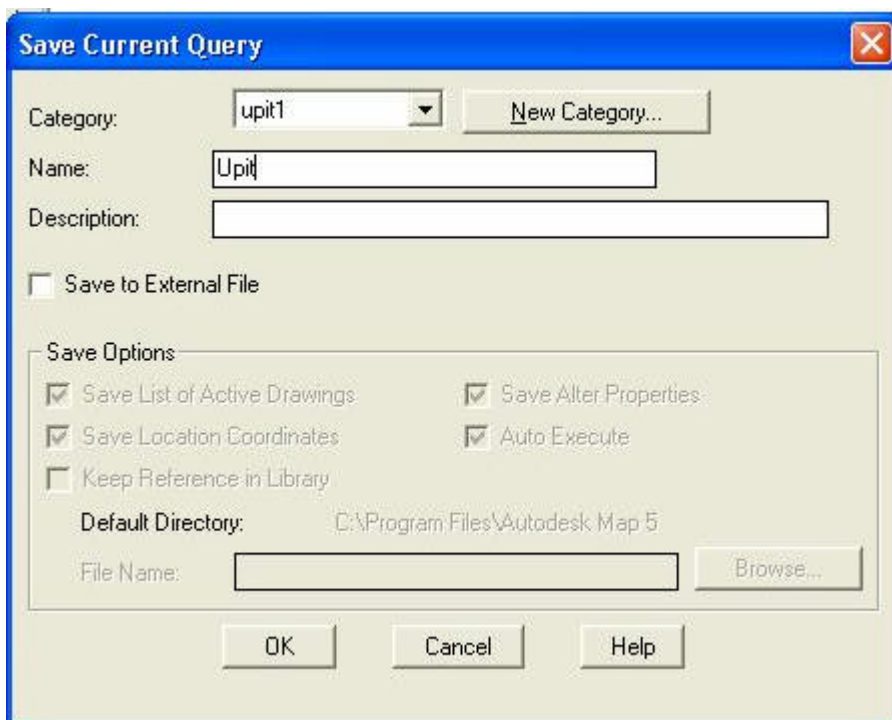 Save Current Query
Category: upit1 New Category...
Name: Upit
Description:
Save to External File
Save Options
Save List of Active Drawings Save Alter Properties
Save Location Coordinates Auto Execute
Keep Reference in Library
Default Directory: C:\Program Files\Autodesk Map 5
File Name: Browse...
OK Cancel Help